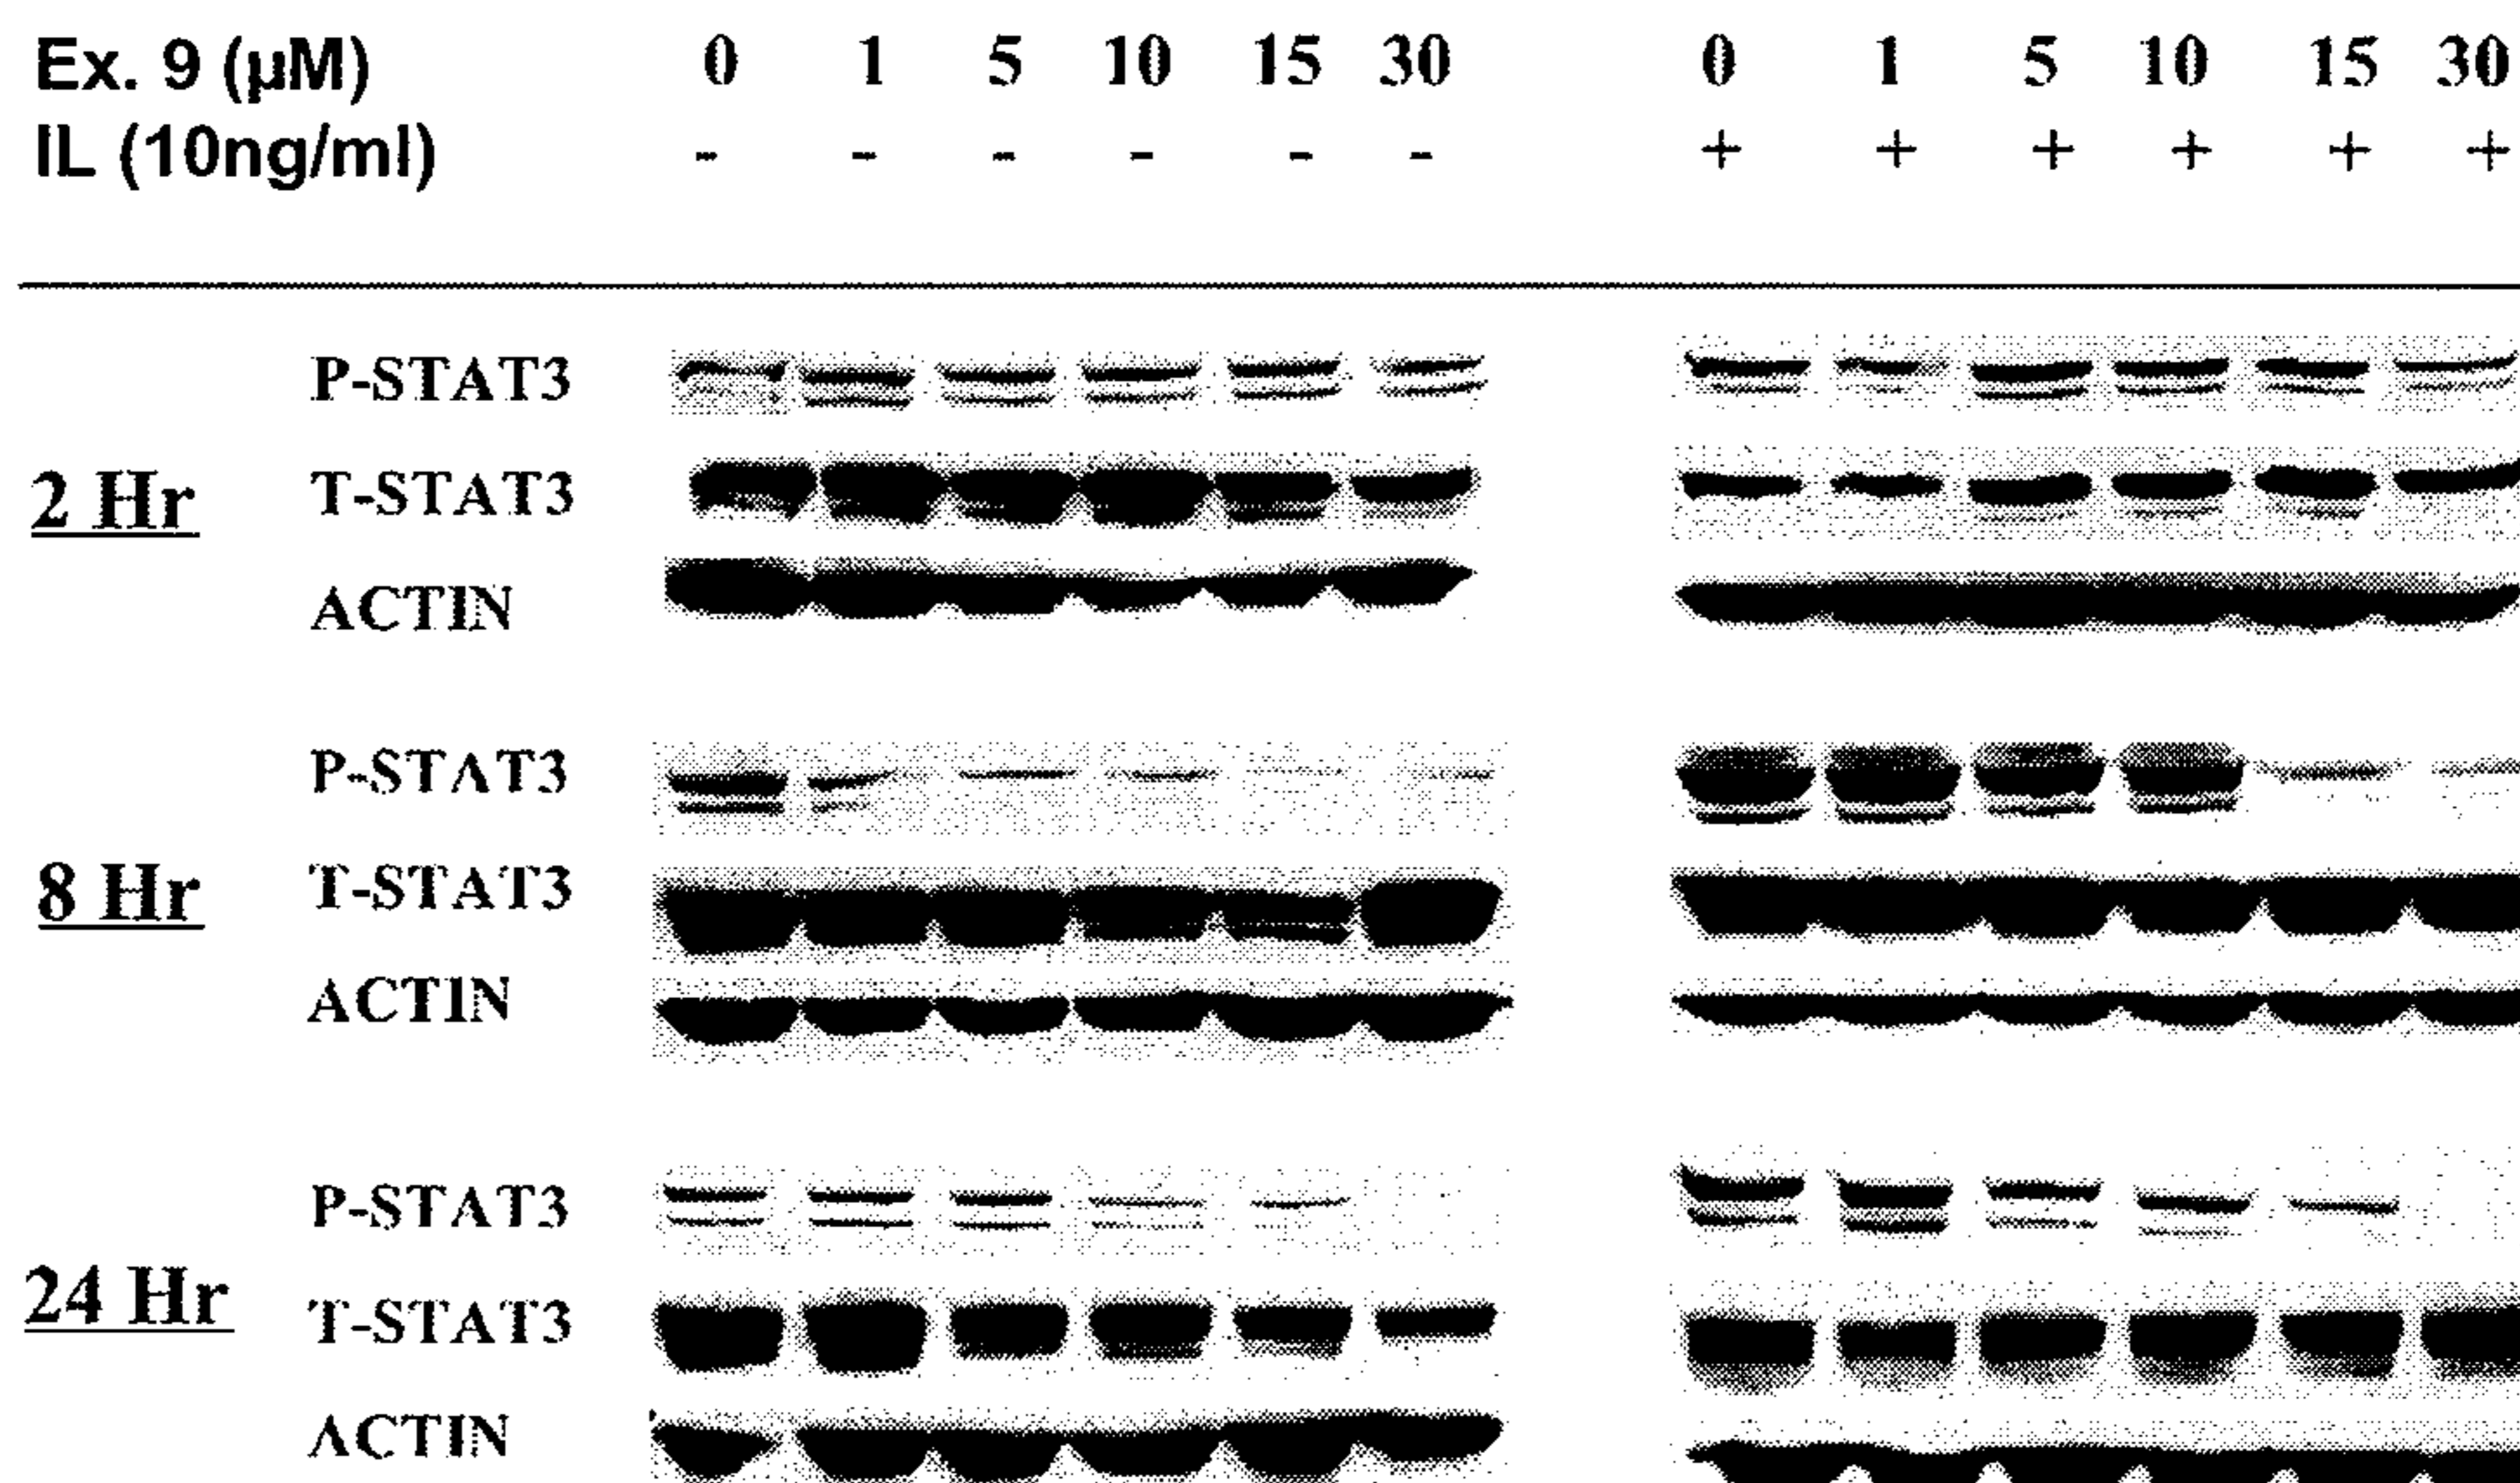 Ex. 9 (µM) 0 1 5 10 15 30 0 1 5 10 15 30
IL (10ng/ml) - - - - - - + + + + + +
P-STAT3
2 Hr T-STAT3
ACTIN
P-STAT3
8 Hr T-STAT3
ACTIN
P-STAT3
24 Hr T-STAT3
ACTIN